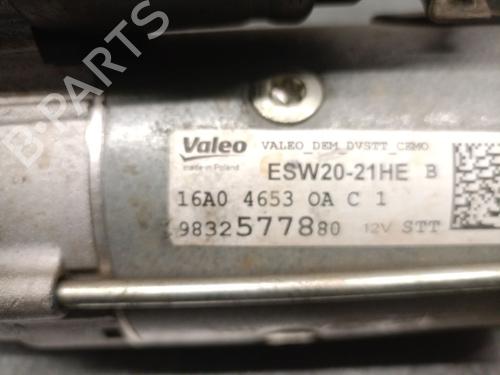 Valeo VALEO_DEM_DVSTT_CEMO
made in Poland
ESW20-21HE B
16A0 4653 0A C 1
9832577880 12V STT
B-PARTS